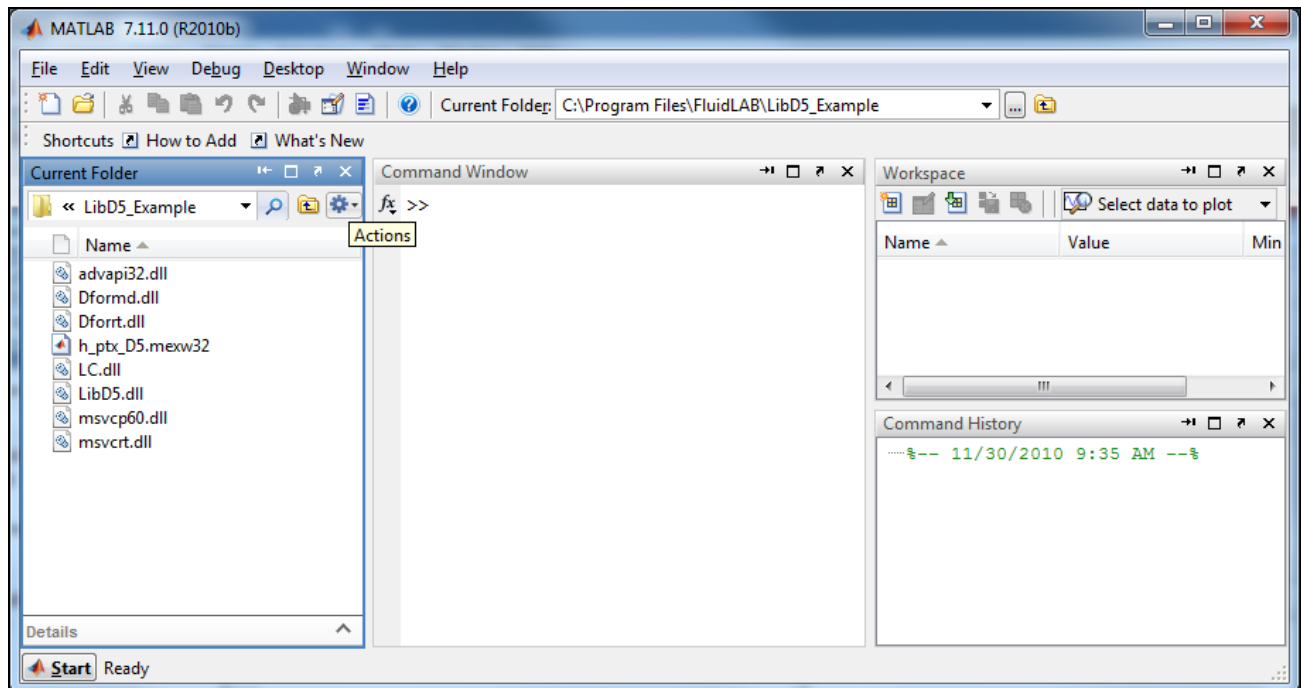 MATLAB 7.11.0 (R2010b)
File Edit View Debug Desktop Window Help
Current Folder: C:\Program Files\FluidLAB\LibD5_Example ...
Shortcuts How to Add What's New
Current Folder
« LibD5_Example
Actions
Name
advapi32.dll
Dformd.dll
Dforrt.dll
h_ptx_D5.mexw32
LC.dll
LibD5.dll
msvcp60.dll
msvcrt.dll
Details
Command Window
fx >>
Workspace
Select data to plot
Name Value Min
Command History
%-- 11/30/2010 9:35 AM --%
Start Ready